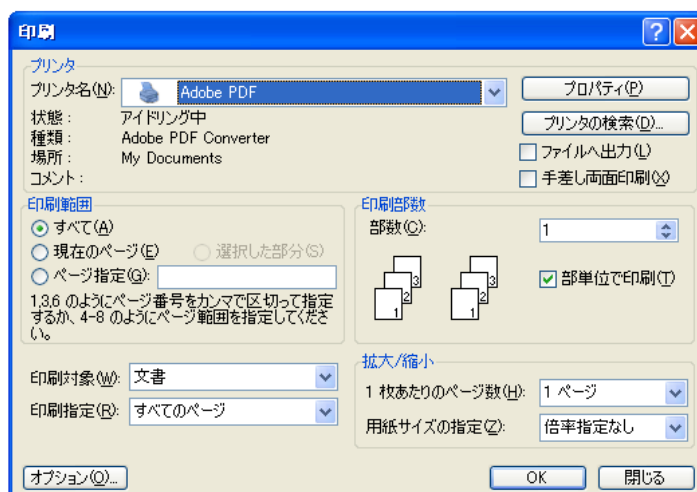 印刷
プリンタ
プリンタ名(N): Adobe PDF プロパティ(P)
状態: アイドリング中 プリンタの検索(D)...
種類: Adobe PDF Converter
場所: My Documents ファイルへ出力(L)
コメント: 手差し両面印刷(X)
印刷範囲
すべて(A)
現在のページ(E) 選択した部分(S)
ページ指定(G):
1,3,6 のようにページ番号をカンマで区切って指定
するか、4-8 のようにページ範囲を指定してくださ
い。
印刷部数
部数(C): 1
1 2 3 1 2 3 部単位で印刷(T)
印刷対象(W): 文書
印刷指定(R): すべてのページ
拡大/縮小
1 枚あたりのページ数(H): 1 ページ
用紙サイズの指定(Z): 倍率指定なし
オプション(O)... OK 閉じる